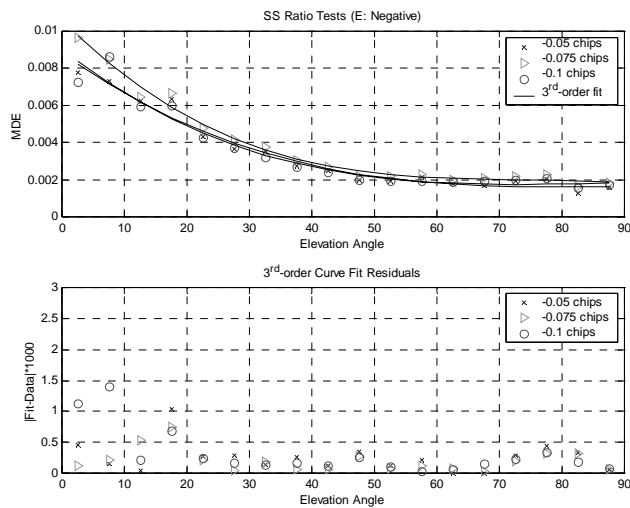 SS Ratio Tests (E: Negative)
0.01
0.008
0.006
0.004
0.002
0
MDE
-0.05 chips
-0.075 chips
-0.1 chips
3rd-order fit
0 10 20 30 40 50 60 70 80 90
Elevation Angle
3rd-order Curve Fit Residuals
3
2.5
2
1.5
1
0.5
0
|Fit-Data|*1000
-0.05 chips
-0.075 chips
-0.1 chips
0 10 20 30 40 50 60 70 80 90
Elevation Angle